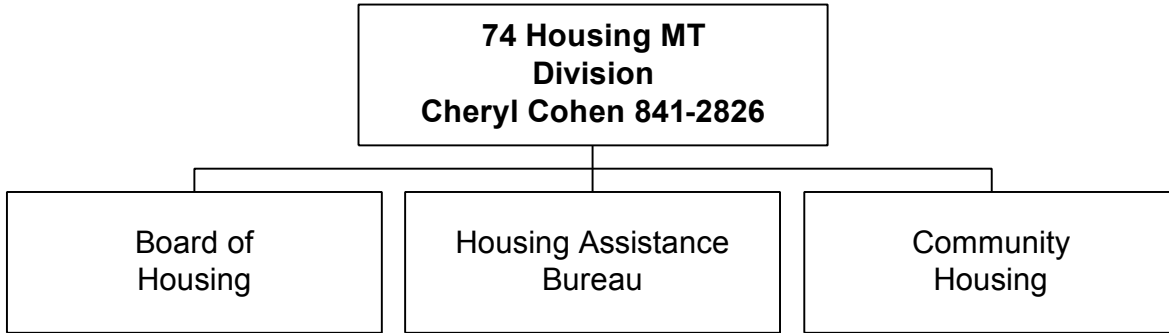 74 Housing MT
Division
Cheryl Cohen 841-2826
Board of
Housing
Housing Assistance
Bureau
Community
Housing